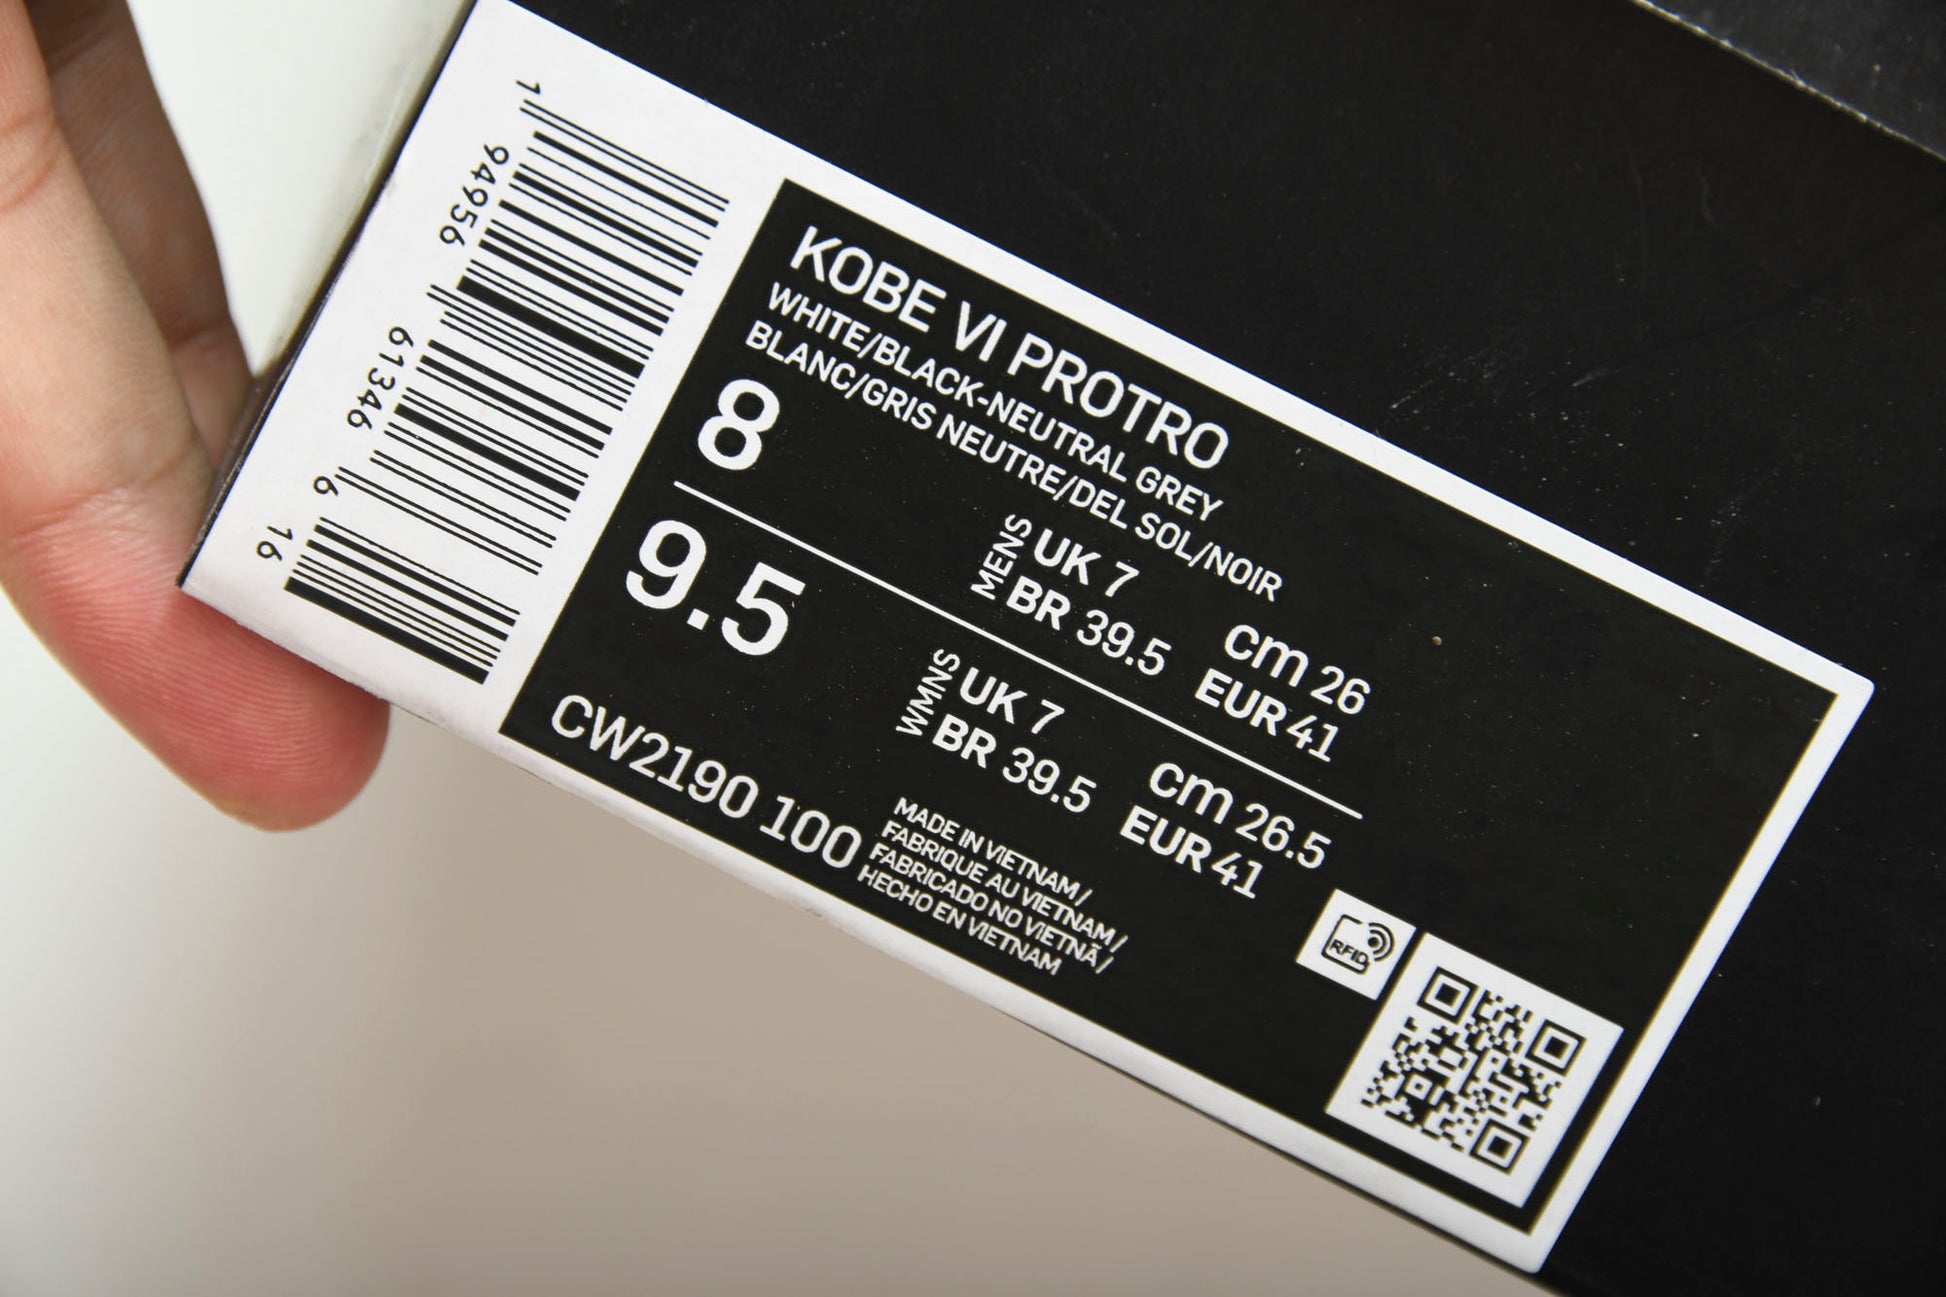 1
94956
61346
6
16
KOBE VI PROTRO
WHITE/BLACK-NEUTRAL GREY
BLANC/GRIS NEUTRE/DEL SOL/NOIR
8
MENS
UK 7
BR 39.5
cm 26
EUR 41
9.5
WMNS
UK 7
BR 39.5
cm 26.5
EUR 41
CW2190 100
MADE IN VIETNAM/
FABRIQUE AU VIETNAM/
FABRICADO NO VIETNÃ/
HECHO EN VIETNAM
RFID